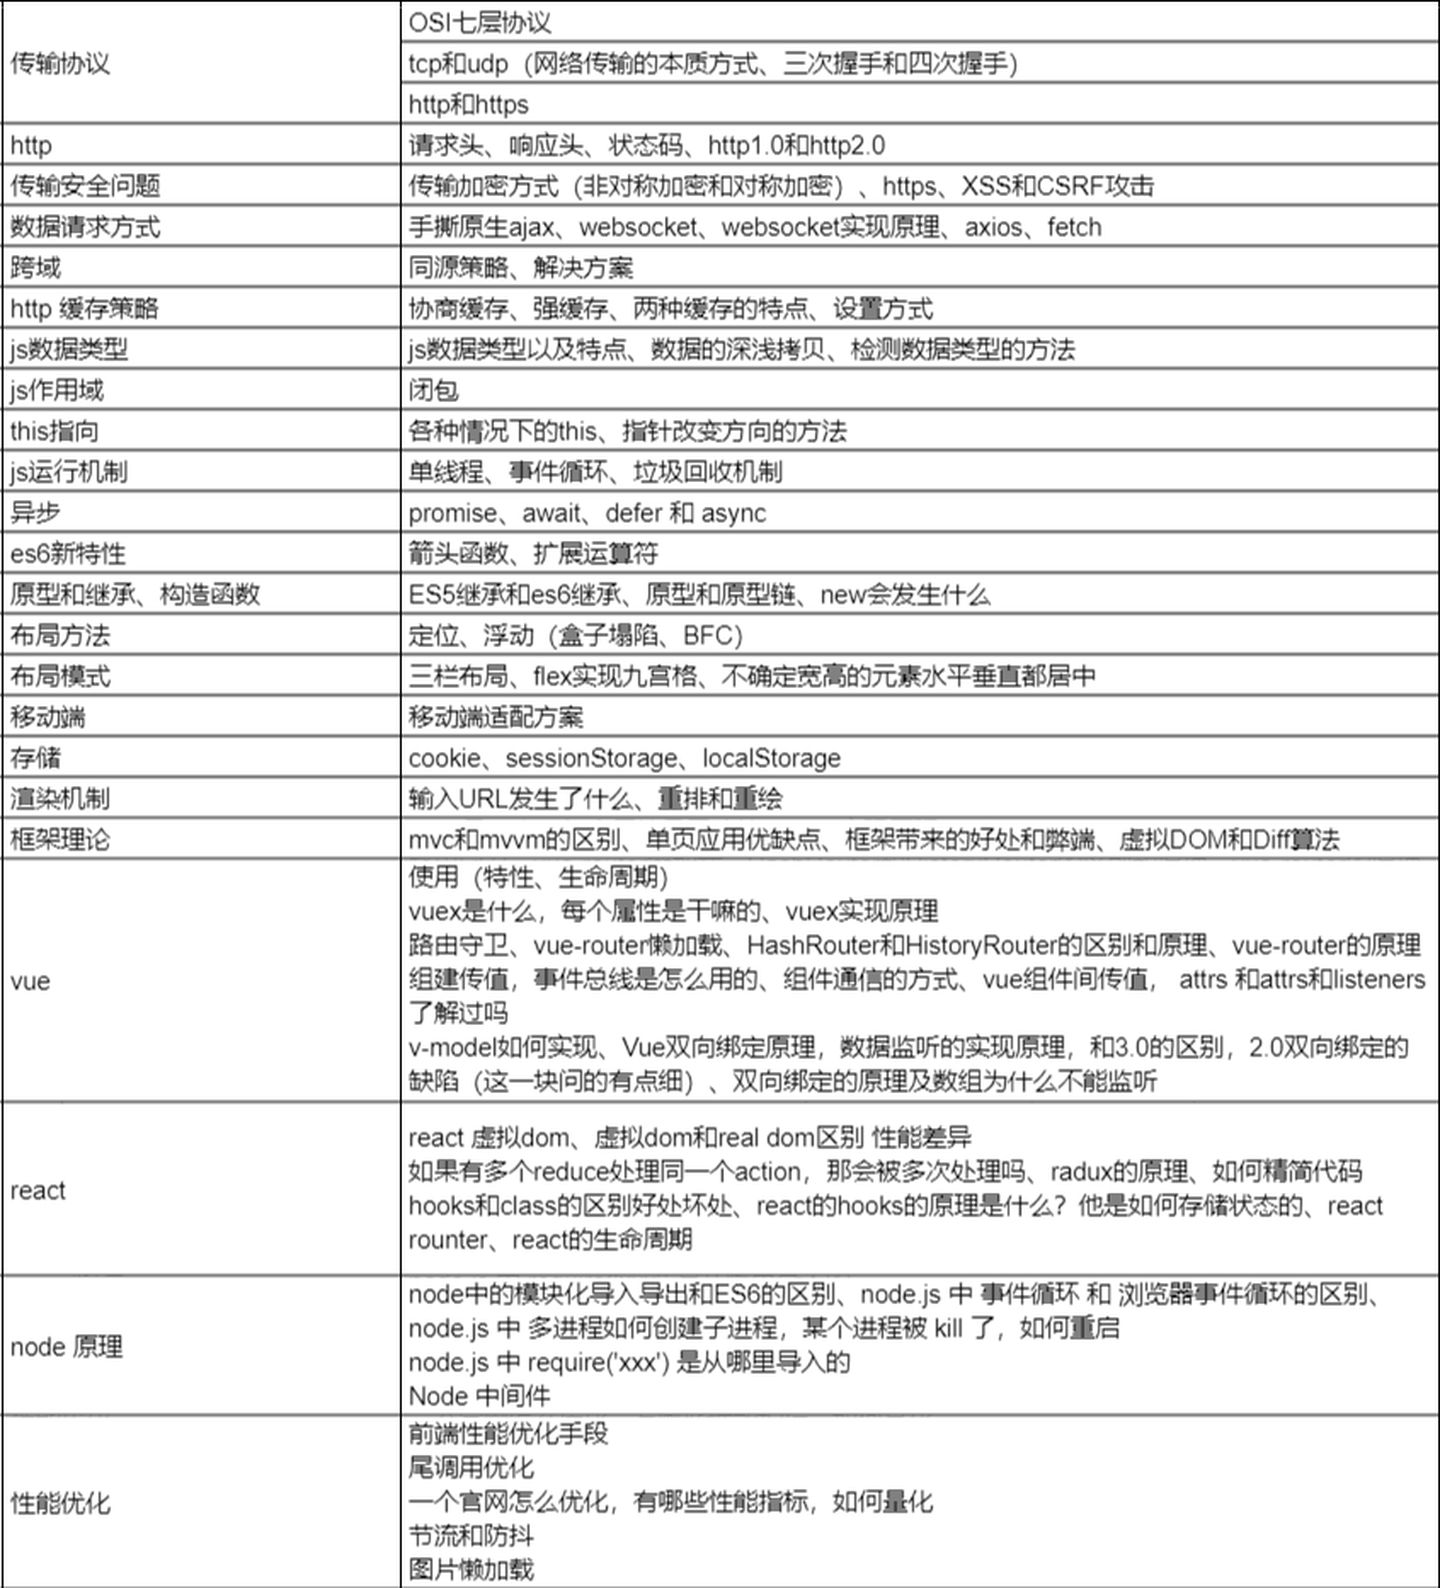 传输协议
OSI七层协议
tcp和udp（网络传输的本质方式、三次握手和四次握手）
http和https
http
请求头、响应头、状态码、http1.0和http2.0
传输安全问题
传输加密方式（非对称加密和对称加密）、https、XSS和CSRF攻击
数据请求方式
手撕原生ajax、websocket、websocket实现原理、axios、fetch
跨域
同源策略、解决方案
http 缓存策略
协商缓存、强缓存、两种缓存的特点、设置方式
js数据类型
js数据类型以及特点、数据的深浅拷贝、检测数据类型的方法
js作用域
闭包
this指向
各种情况下的this、指针改变方向的方法
js运行机制
单线程、事件循环、垃圾回收机制
异步
promise、await、defer 和 async
es6新特性
箭头函数、扩展运算符
原型和继承、构造函数
ES5继承和es6继承、原型和原型链、new会发生什么
布局方法
定位、浮动（盒子塌陷、BFC）
布局模式
三栏布局、flex实现九宫格、不确定宽高的元素水平垂直都居中
移动端
移动端适配方案
存储
cookie、sessionStorage、localStorage
渲染机制
输入URL发生了什么、重排和重绘
框架理论
mvc和mvvm的区别、单页应用优缺点、框架带来的好处和弊端、虚拟DOM和Diff算法
vue
使用（特性、生命周期）
vuex是什么，每个属性是干嘛的、vuex实现原理
路由守卫、vue-router懒加载、HashRouter和HistoryRouter的区别和原理、vue-router的原理
组建传值，事件总线是怎么用的、组件通信的方式、vue组件间传值， attrs 和attrs和listeners
了解过吗
v-model如何实现、Vue双向绑定原理，数据监听的实现原理，和3.0的区别，2.0双向绑定的
缺陷（这一块问的有点细）、双向绑定的原理及数组为什么不能监听
react
react 虚拟dom、虚拟dom和real dom区别 性能差异
如果有多个reduce处理同一个action，那会被多次处理吗、radux的原理、如何精简代码
hooks和class的区别好处坏处、react的hooks的原理是什么？他是如何存储状态的、react
rounter、react的生命周期
node 原理
node中的模块化导入导出和ES6的区别、node.js 中 事件循环 和 浏览器事件循环的区别、
node.js 中 多进程如何创建子进程，某个进程被 kill 了，如何重启
node.js 中 require('xxx') 是从哪里导入的
Node 中间件
性能优化
前端性能优化手段
尾调用优化
一个官网怎么优化，有哪些性能指标，如何量化
节流和防抖
图片懒加载